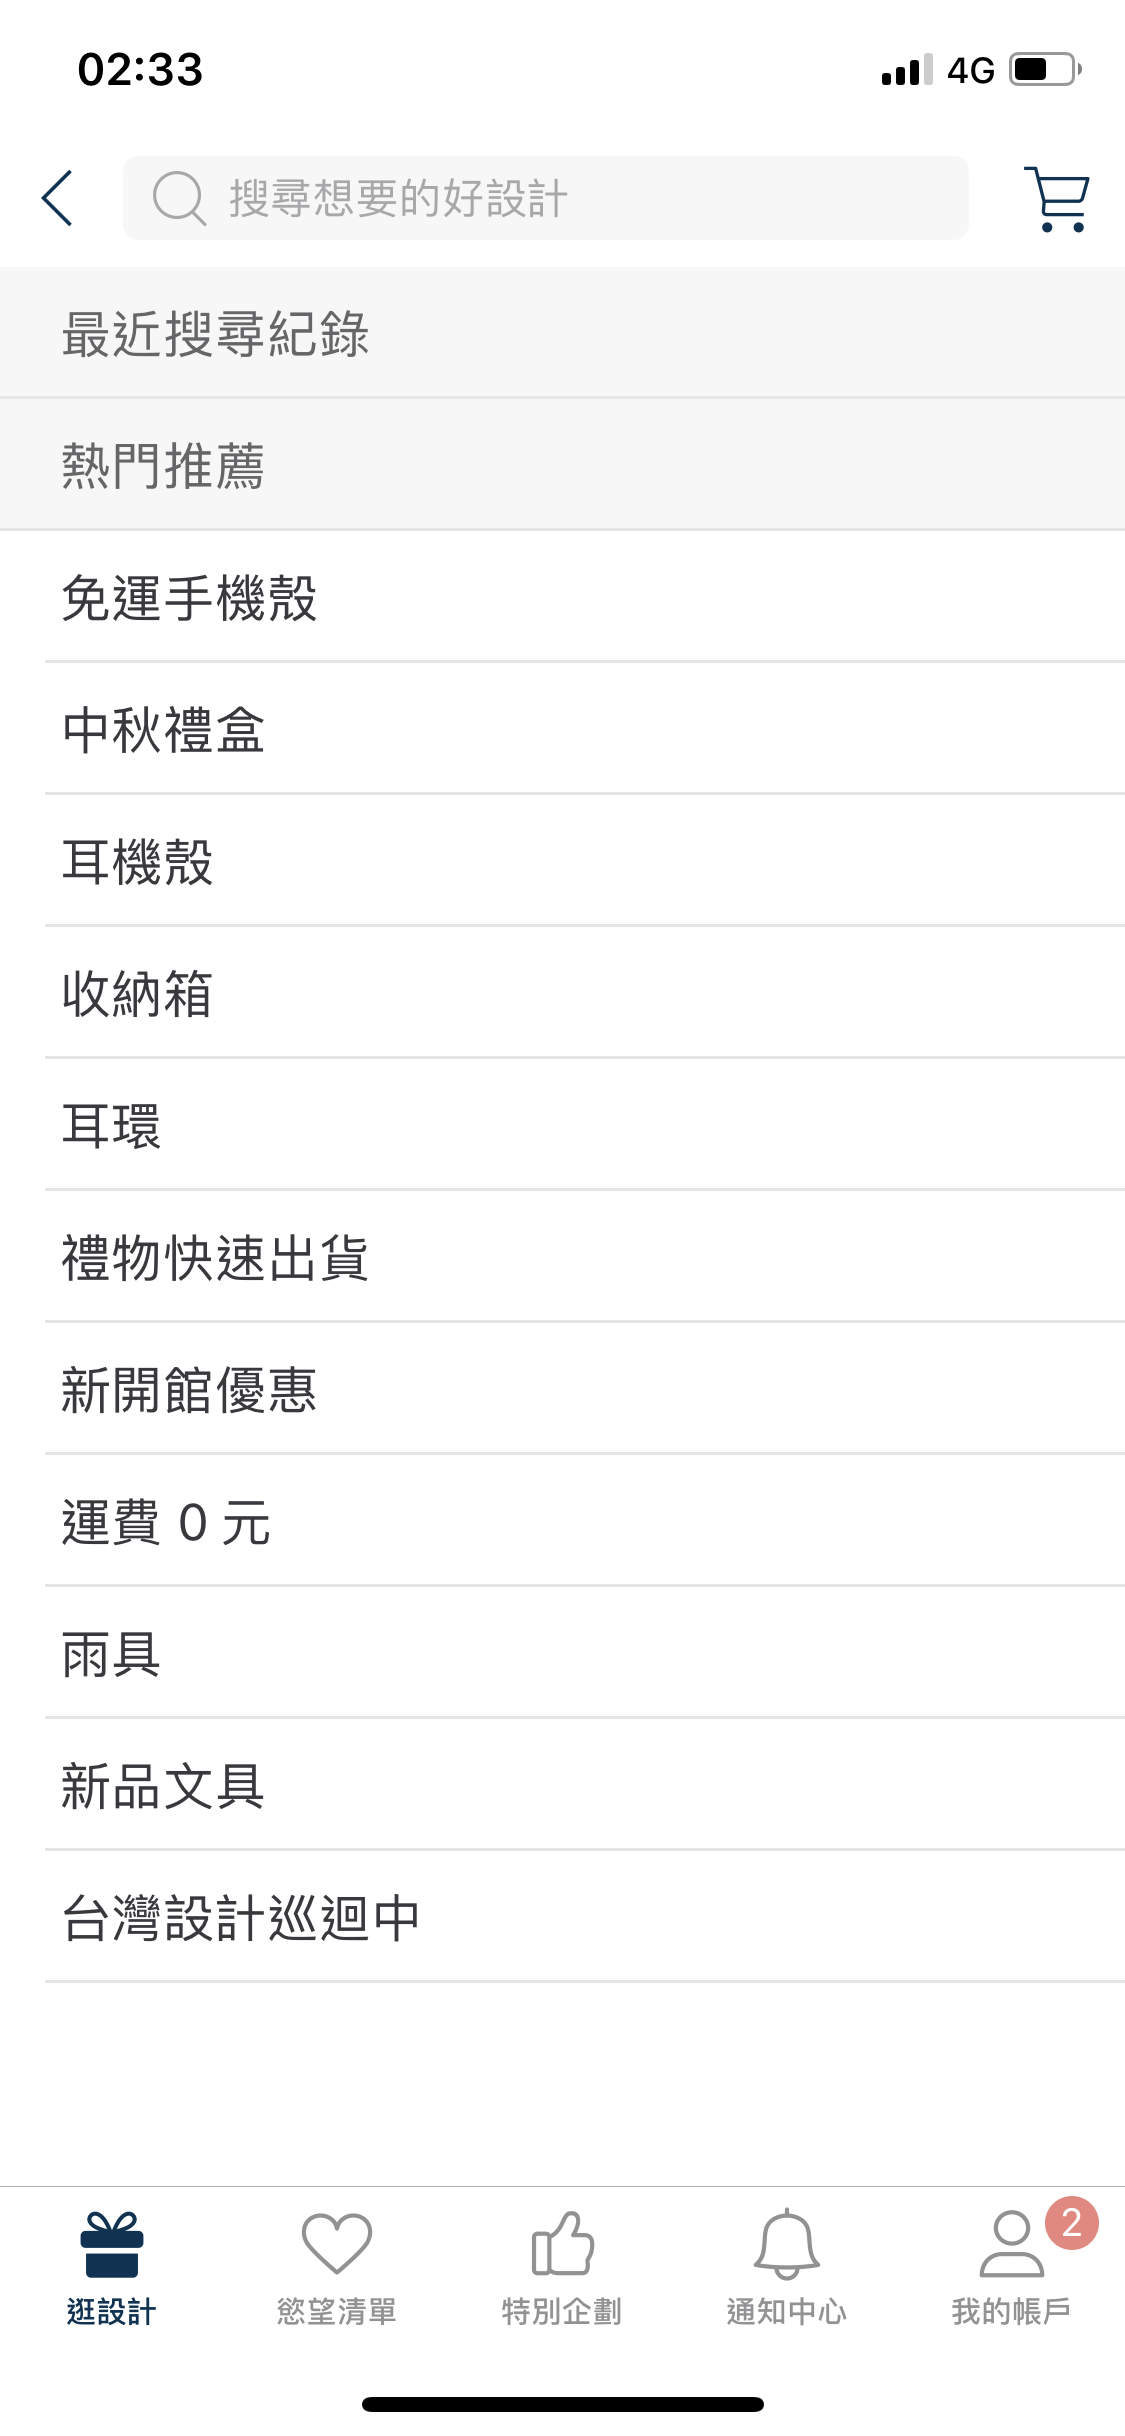 02:33
4G
搜尋想要的好設計
最近搜尋紀錄
熱門推薦
免運手機殼
中秋禮盒
耳機殼
收納箱
耳環
禮物快速出貨
新開館優惠
運費 0 元
雨具
新品文具
台灣設計巡迴中
2
逛設計
慾望清單
特別企劃
通知中心
我的帳戶